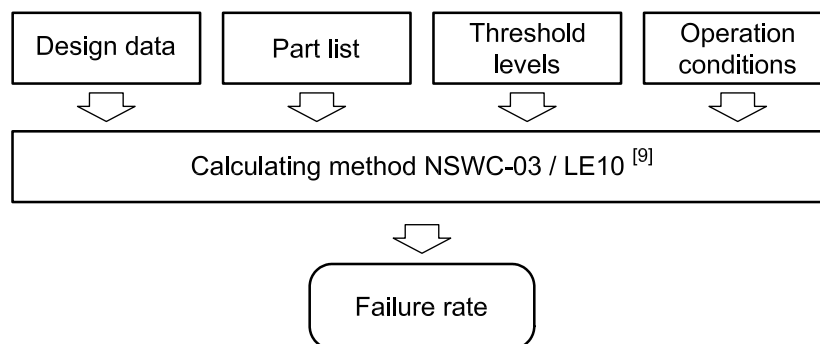 Design data
Part list
Threshold
levels
Operation
conditions
Calculating method NSWC-03 / LE10 [9]
Failure rate